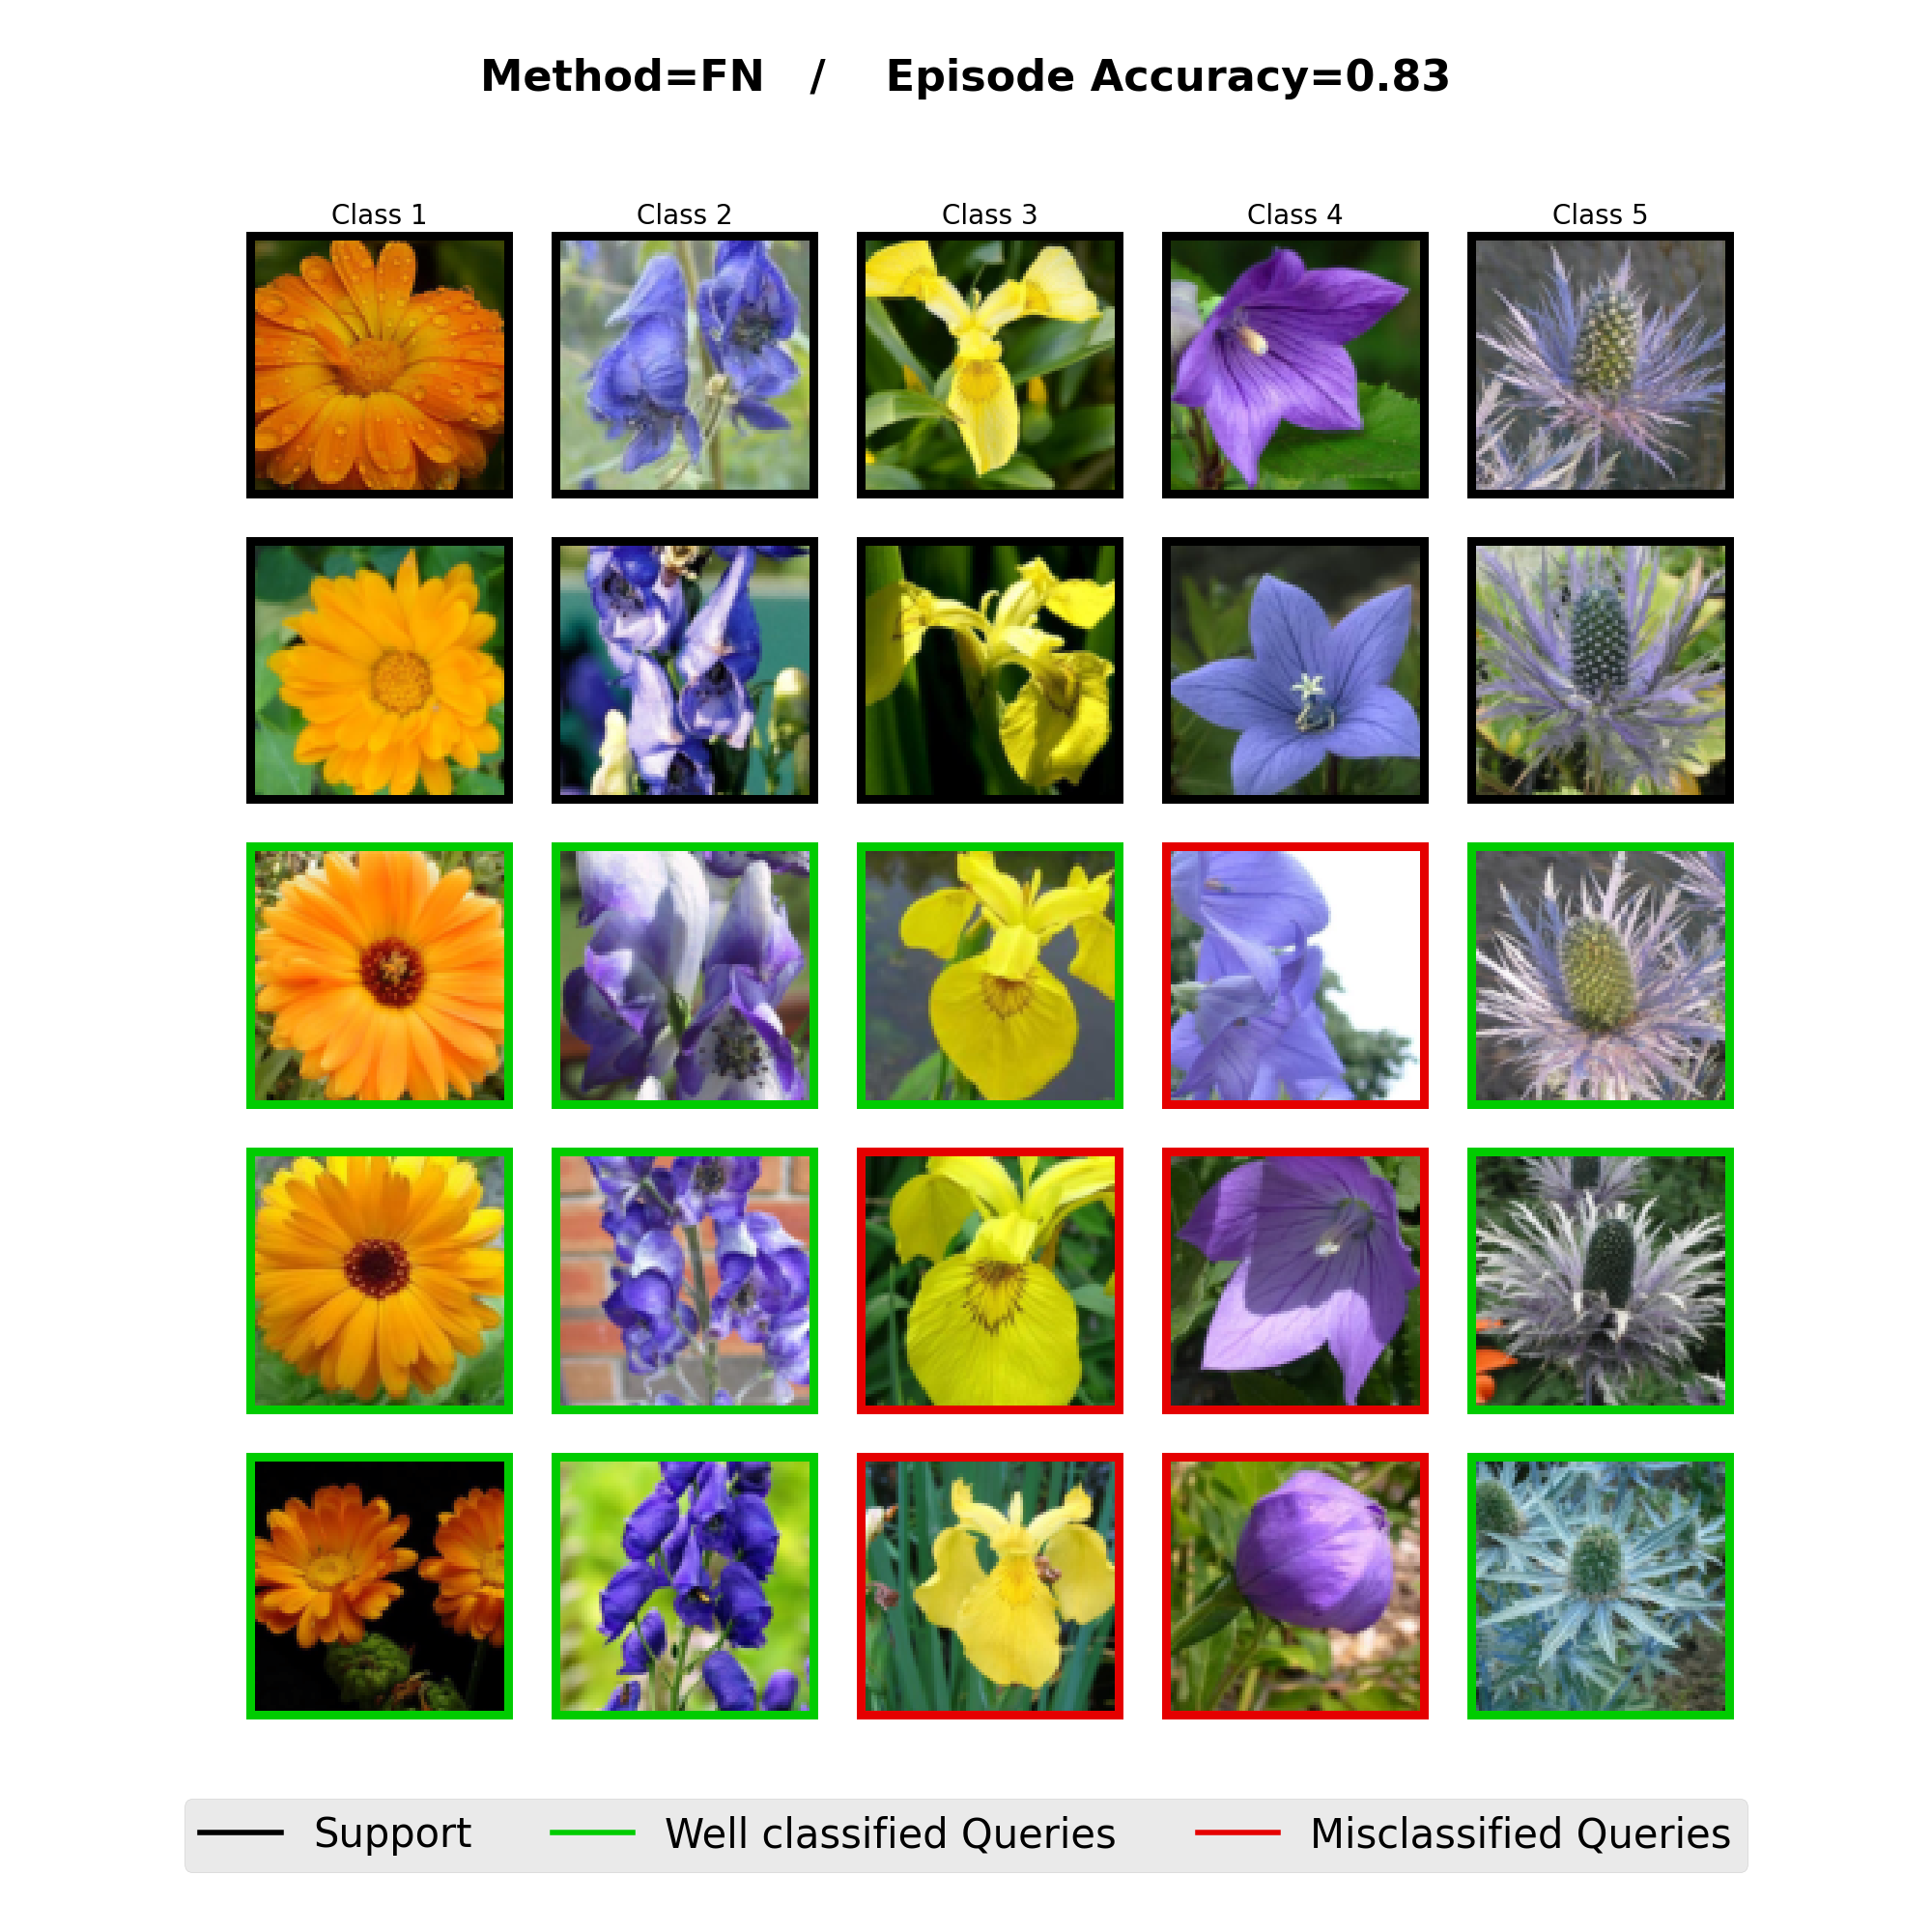 Method=FN / Episode Accuracy=0.83
Class 1 Class 2 Class 3 Class 4 Class 5
Support Well classified Queries Misclassified Queries